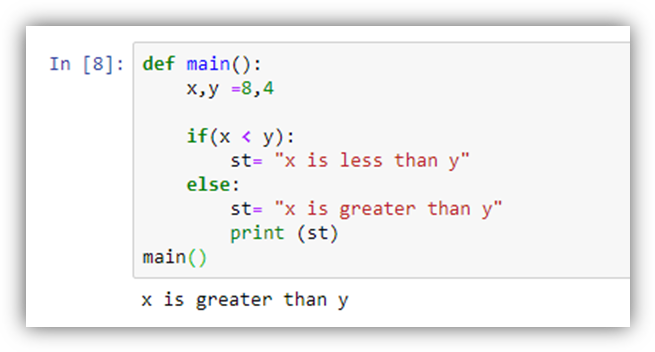 In [8]: def main():
    x,y =8,4
    if(x < y):
        st= "x is less than y"
    else:
        st= "x is greater than y"
        print (st)
main()
x is greater than y